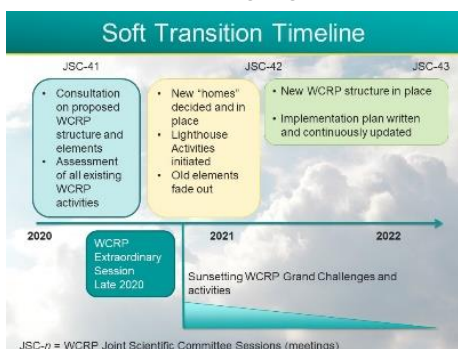 Soft Transition Timeline
JSC-41
JSC-42
JSC-43
• Consultation
on proposed
WCRP
structure and
elements
• Assessment
of all existing
WCRP
activities
• New “homes”
decided and in
place
• Lighthouse
Activities
initiated
• Old elements
fade out
• New WCRP structure in place
• Implementation plan written
and continuously updated
2020
2021
2022
WCRP
Extraordinary
Session
Late 2020
Sunsetting WCRP Grand Challenges and
activities
JSC-n = WCRP Joint Scientific Committee Sessions (meetings)